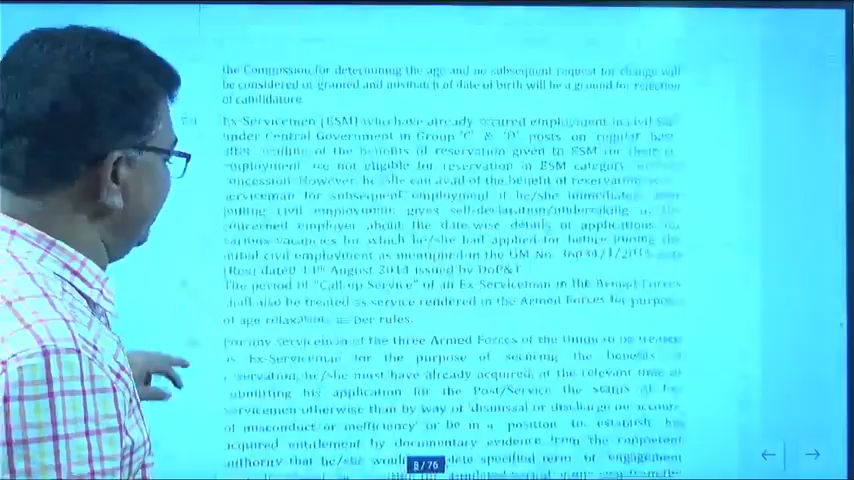 the Commission for determining the age and no subsequent request for change will
be considered or granted and mismatch of date of birth will be a ground for rejection
of candidature
Ex-Servicemen (ESM) who have already secured employment in civil
under Central Government in Group 'C' & 'D' posts on regular
after availing of the benefits of reservation given to ESM for their
employment are not eligible for reservation in ESM category
concession. However, he/she can avail of the benefit of reservation
serviceman for subsequent employment if he/she immediately
joining civil employment, gives self-declaration/undertaking to the
concerned employer about the date-wise details of applications
various vacancies for which he/she had applied for before joining the
initial civil employment as mentioned in the OM No.
(Res) dated 14th August 2014 issued by DoP&T
The period of "Call-up Service" of an Ex-Serviceman in the Armed Forces
shall also be treated as service rendered in the Armed Forces for purpose
of age relaxation, as per rules.
For any serviceman of the three Armed Forces of the Union to be treated
as Ex-Serviceman for the purpose of securing the benefits of
reservation, he/she must have already acquired, at the relevant time of
submitting his application for the Post/Service the status of
servicemen otherwise than by way of 'dismissal or discharge on account
of misconduct or inefficiency' or be in a position to establish
acquired entitlement by documentary evidence from the competent
authority that he/she would complete specified term of engagement
8/76